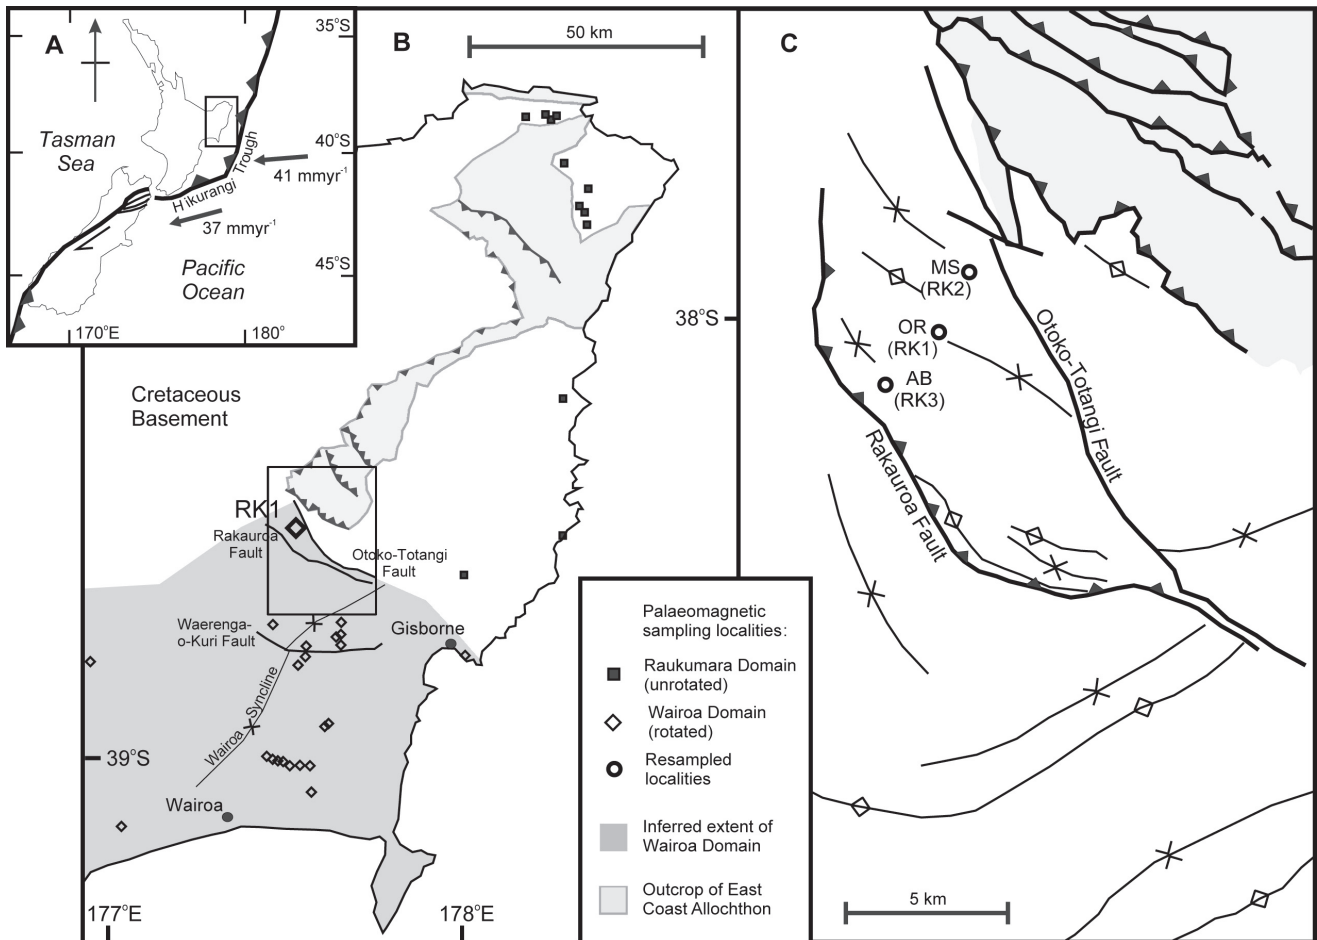 A
35°S
Tasman
Sea
40°S
Hikurangi Trough
41 mmyr⁻¹
37 mmyr⁻¹
Pacific
Ocean
45°S
170°E
180°
B
50 km
38°S
Cretaceous
Basement
RK1
Rakauroa
Fault
Otoko-Totangi
Fault
Waerenga-
o-Kuri Fault
Gisborne
Wairoa Syncline
39°S
Wairoa
177°E
178°E
Palaeomagnetic
sampling localities:
Raukumara Domain
(unrotated)
Wairoa Domain
(rotated)
Resampled
localities
Inferred extent of
Wairoa Domain
Outcrop of East
Coast Allochthon
C
MS
(RK2)
OR
(RK1)
AB
(RK3)
Otoko-Totangi Fault
Rakauroa Fault
5 km